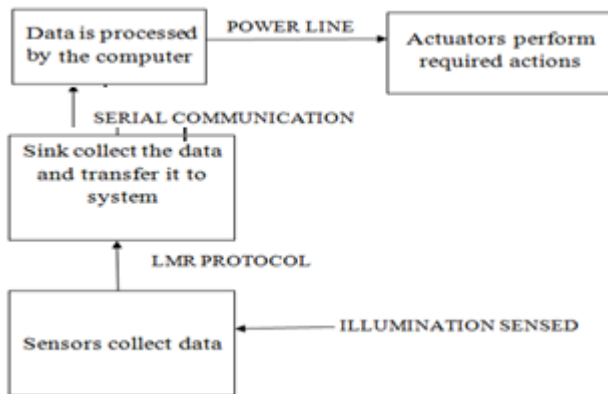 Data is processed
by the computer
POWER LINE
Actuators perform
required actions
SERIAL COMMUNICATION
Sink collect the data
and transfer it to
system
LMR PROTOCOL
Sensors collect data
ILLUMINATION SENSED